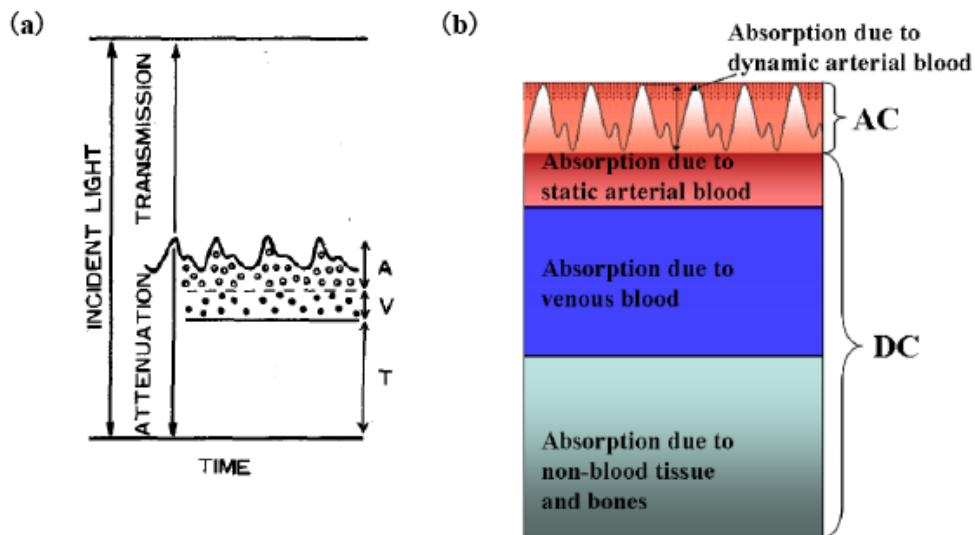 (a)
INCIDENT LIGHT
ATTENUATION
TRANSMISSION
A
V
T
TIME
(b)
Absorption due to
dynamic arterial blood
AC
Absorption due to
static arterial blood
Absorption due to
venous blood
DC
Absorption due to
non-blood tissue
and bones